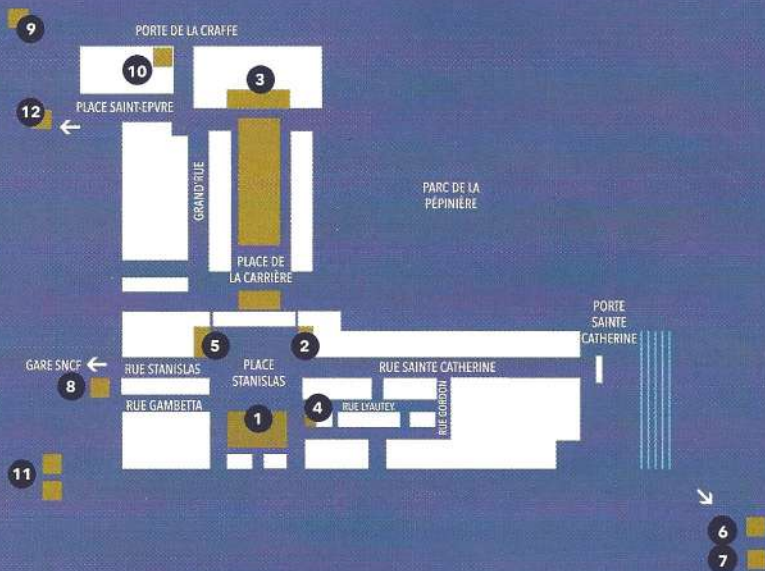 9
PORTE DE LA CRAFFE
10
3
12
PLACE SAINT-EPVRE
GRAND'RUE
PARC DE LA
PÉPINIÈRE
PLACE DE
LA CARRIÈRE
PORTE
SAINTE
CATHERINE
5
2
GARE SNCF
RUE STANISLAS
PLACE
STANISLAS
RUE SAINTE CATHERINE
8
RUE GAMBETTA
1
4
RUE LYAUTEY
RUE GORDON
11
6
7